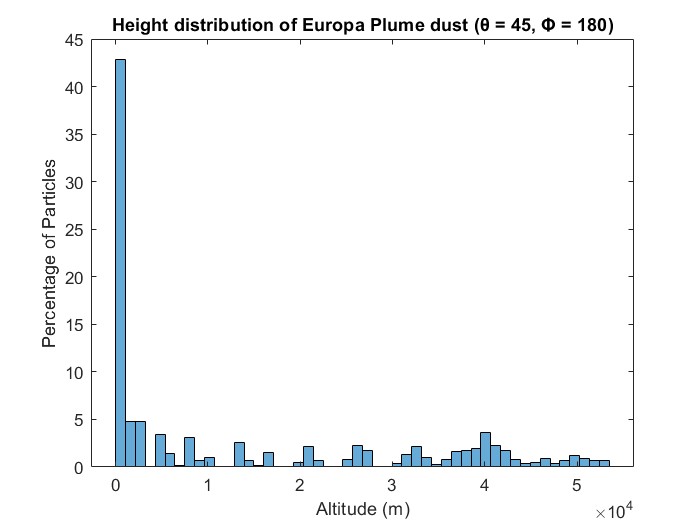 Height distribution of Europa Plume dust (θ = 45, Φ = 180)
45
40
35
30
25
20
15
10
5
0
Percentage of Particles
0 1 2 3 4 5
×10⁴
Altitude (m)